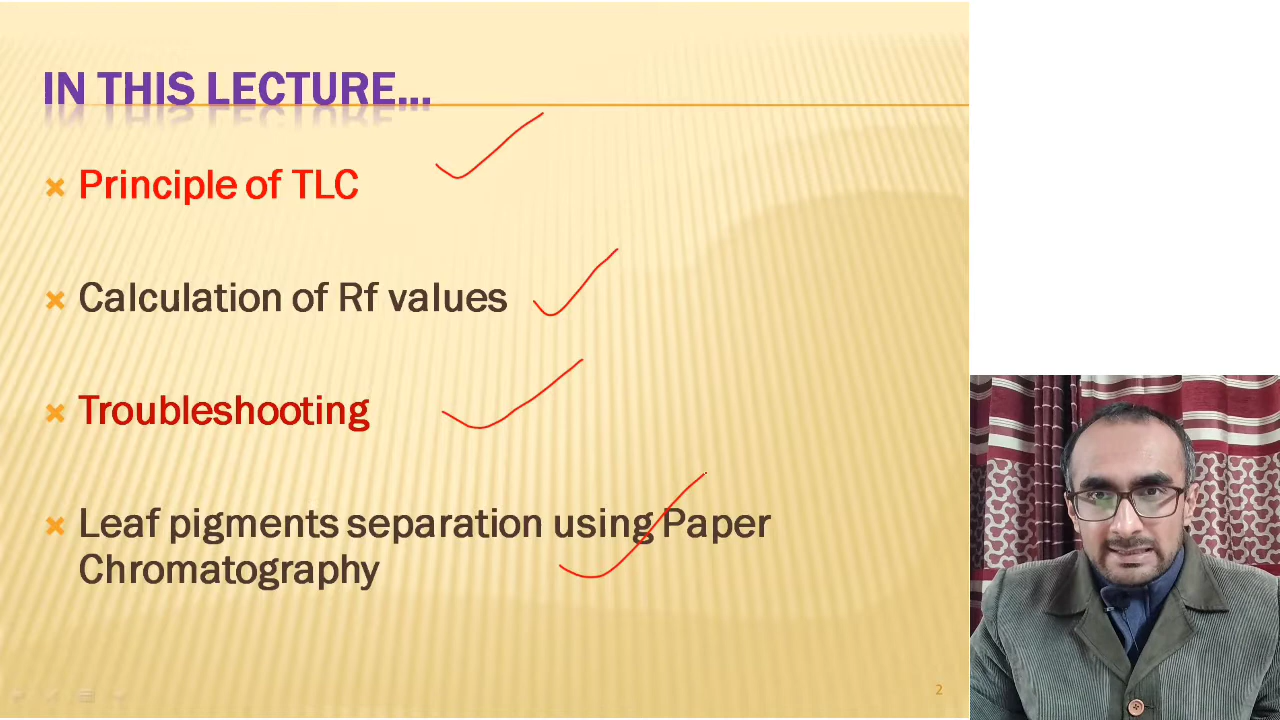 IN THIS LECTURE...
Principle of TLC
Calculation of Rf values
Troubleshooting
Leaf pigments separation using Paper
Chromatography
2